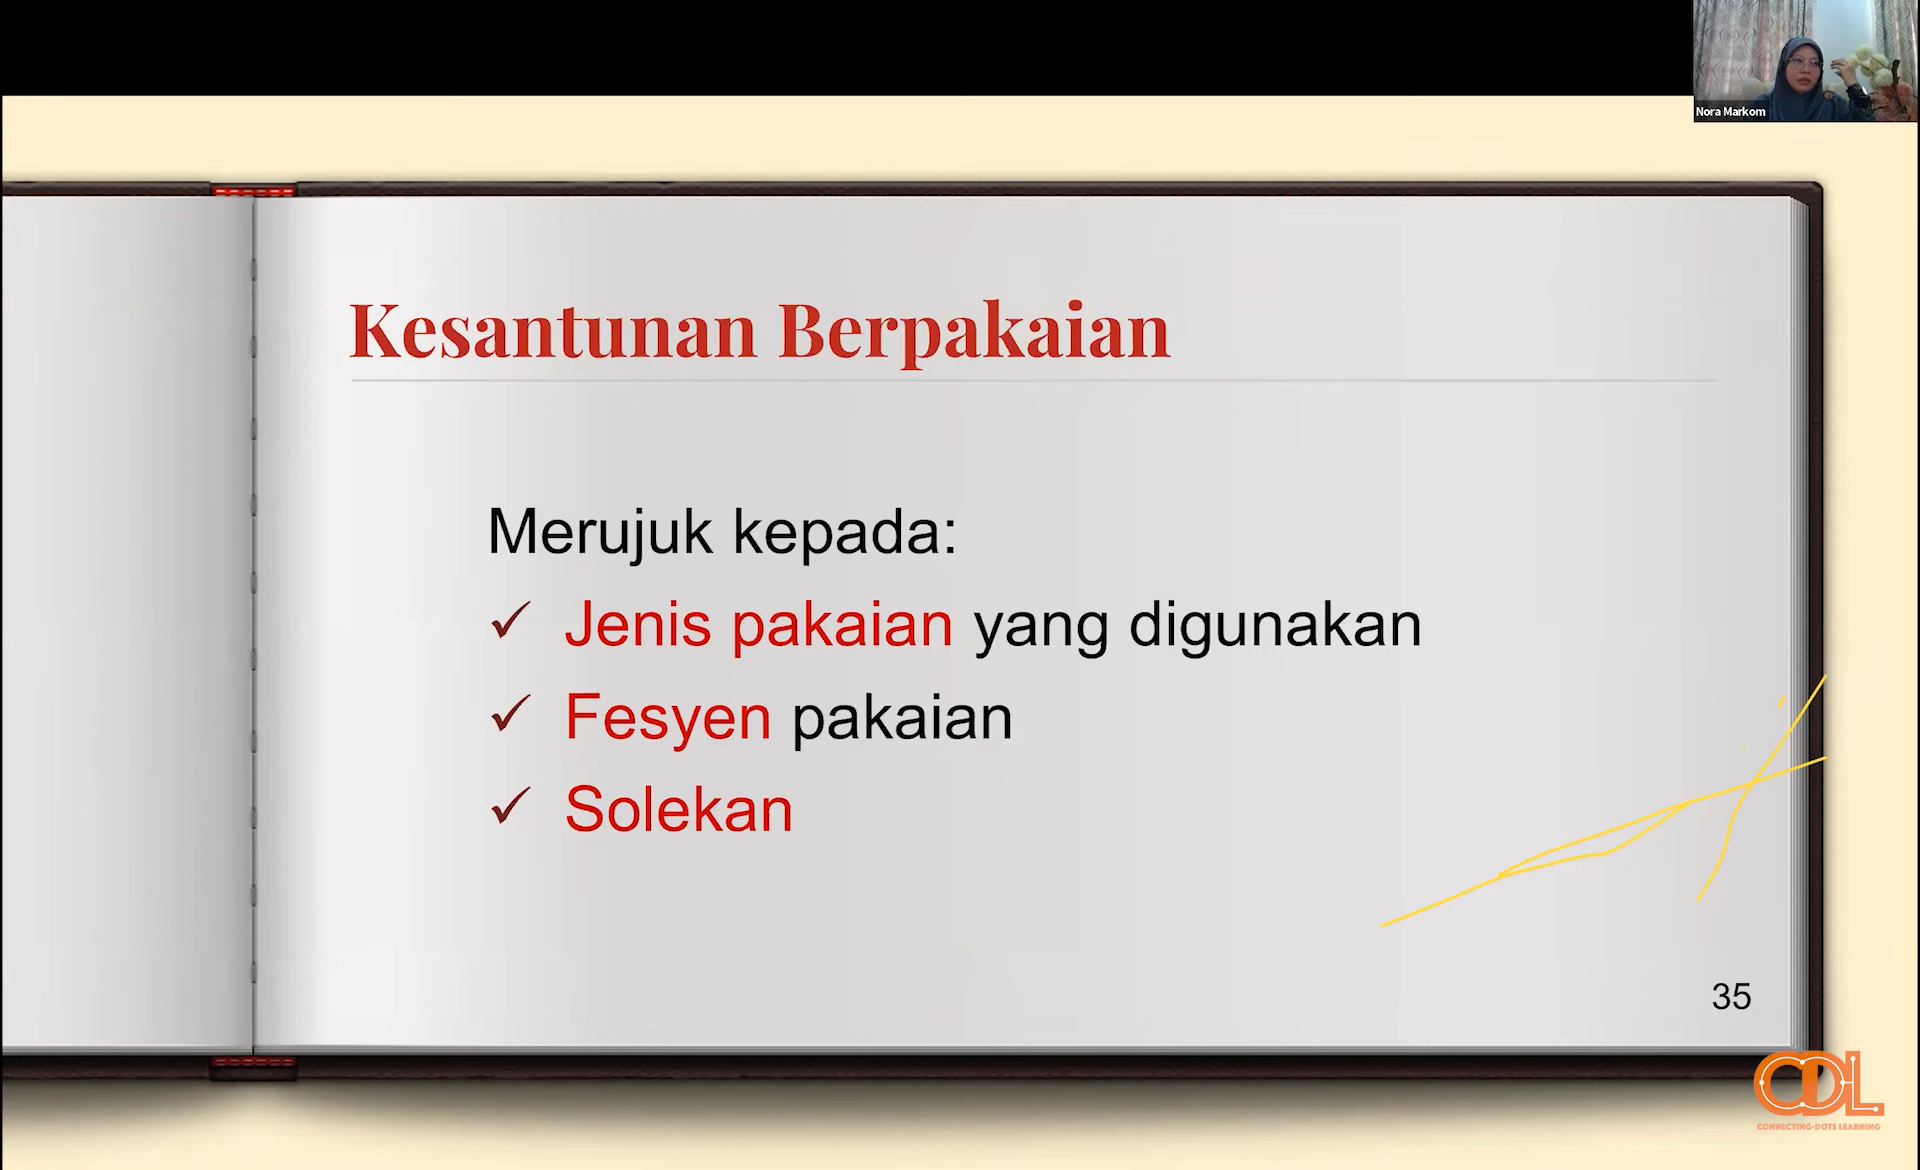 Nora Markom
Kesantunan Berpakaian
Merujuk kepada:
✓ Jenis pakaian yang digunakan
✓ Fesyen pakaian
✓ Solekan
35
CDL
CONNECTING-DOTS LEARNING